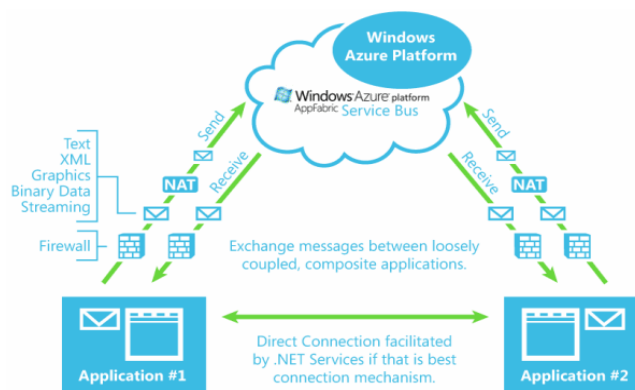 Windows
Azure Platform
Windows Azure platform
AppFabric Service Bus
Send
Receive
NAT
Text
XML
Graphics
Binary Data
Streaming
Firewall
Send
Receive
NAT
Exchange messages between loosely
coupled, composite applications.
Direct Connection facilitated
by .NET Services if that is best
connection mechanism.
Application #1
Application #2